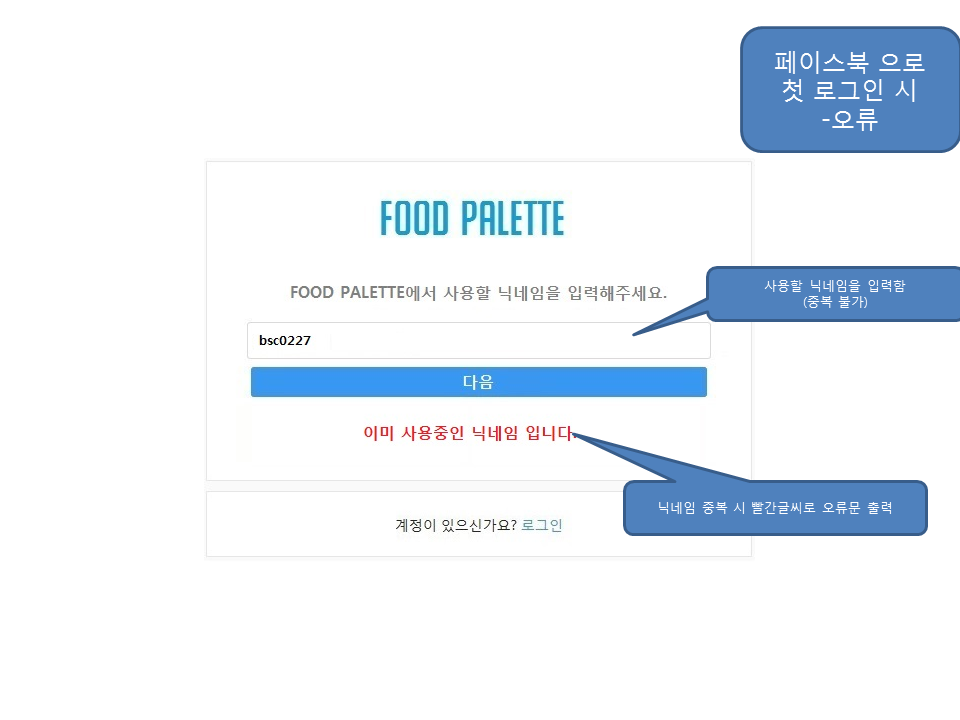 페이스북 으로
첫 로그인 시
-오류
FOOD PALETTE
FOOD PALETTE에서 사용할 닉네임을 입력해주세요.
사용할 닉네임을 입력함
(중복 불가)
bsc0227
다음
이미 사용중인 닉네임 입니다.
닉네임 중복 시 빨간글씨로 오류문 출력
계정이 있으신가요? 로그인